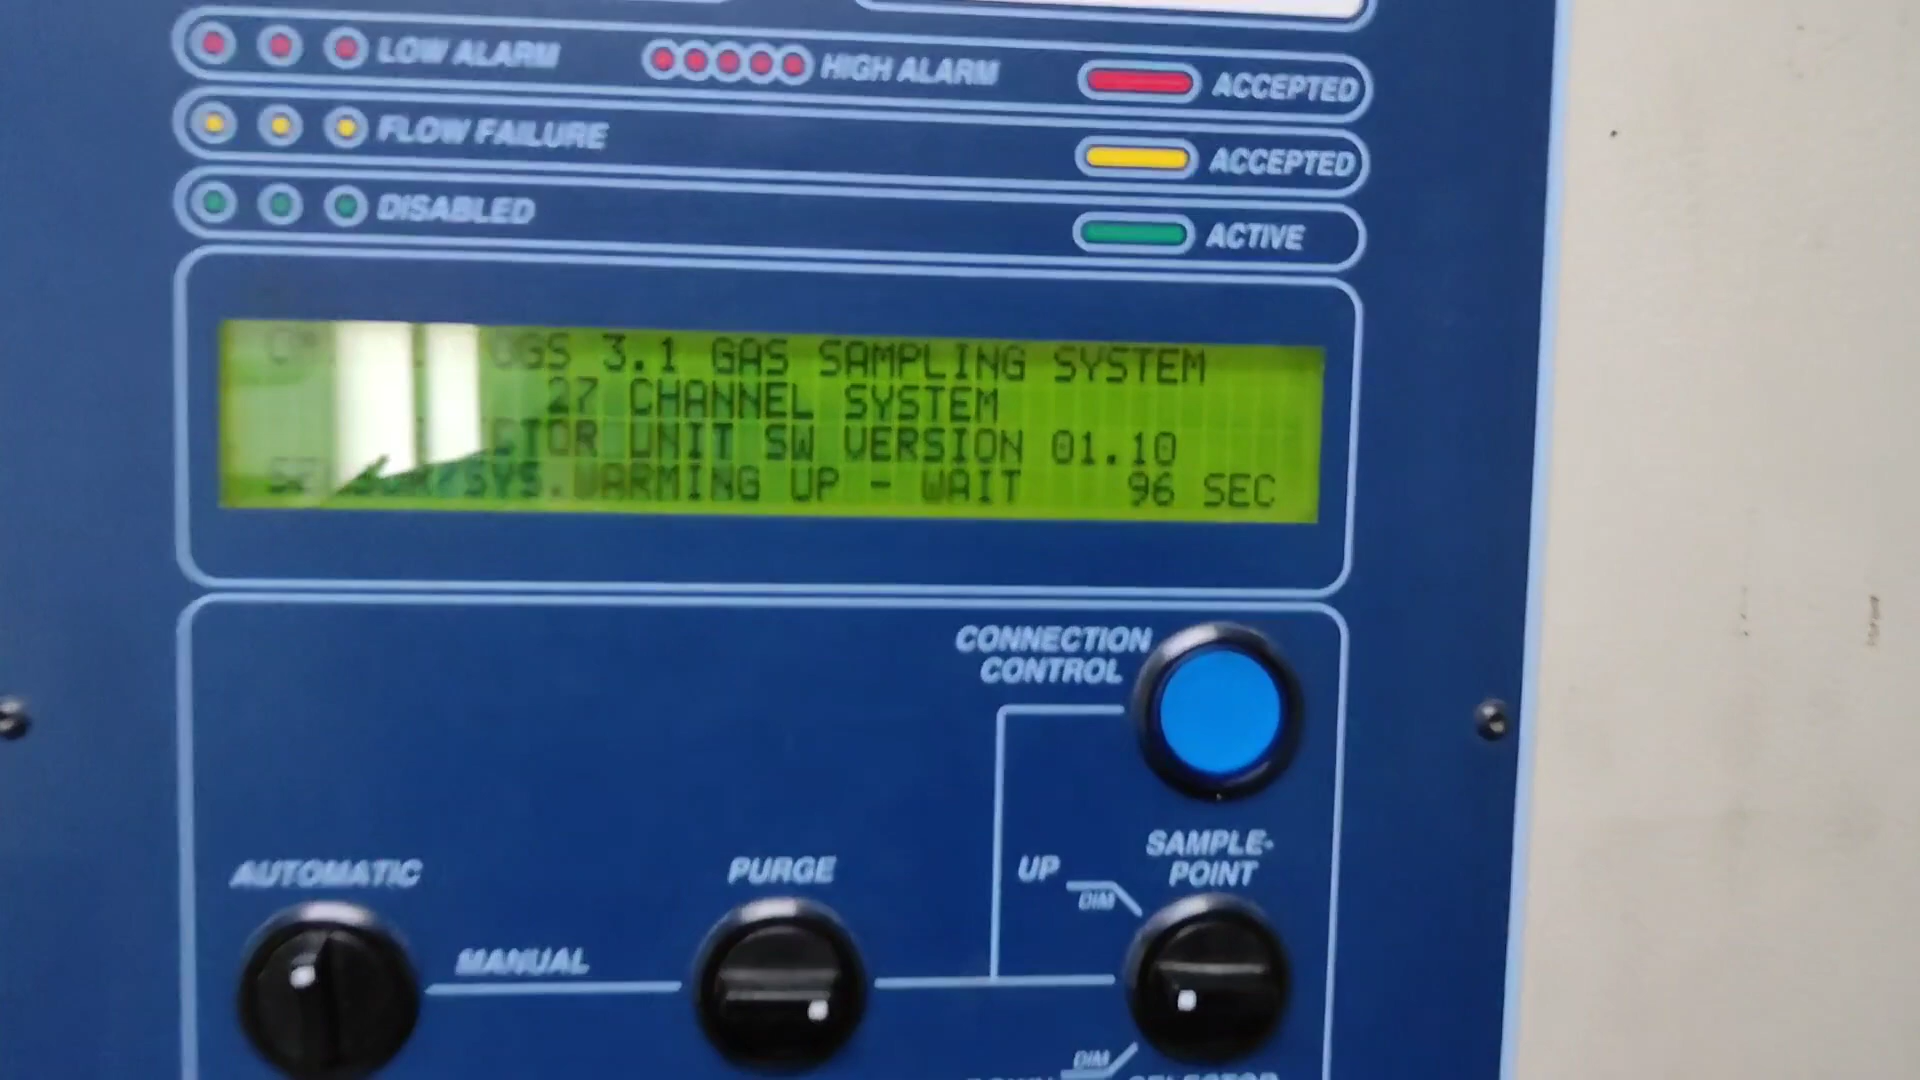 LOW ALARM HIGH ALARM ACCEPTED
FLOW FAILURE ACCEPTED
DISABLED ACTIVE
3.1 GAS SAMPLING SYSTEM
27 CHANNEL SYSTEM
UNIT SW VERSION 01.10
WARMING UP - WAIT 96 SEC
CONNECTION
CONTROL
SAMPLE-
POINT
UP
DIM
AUTOMATIC
PURGE
MANUAL
DIM